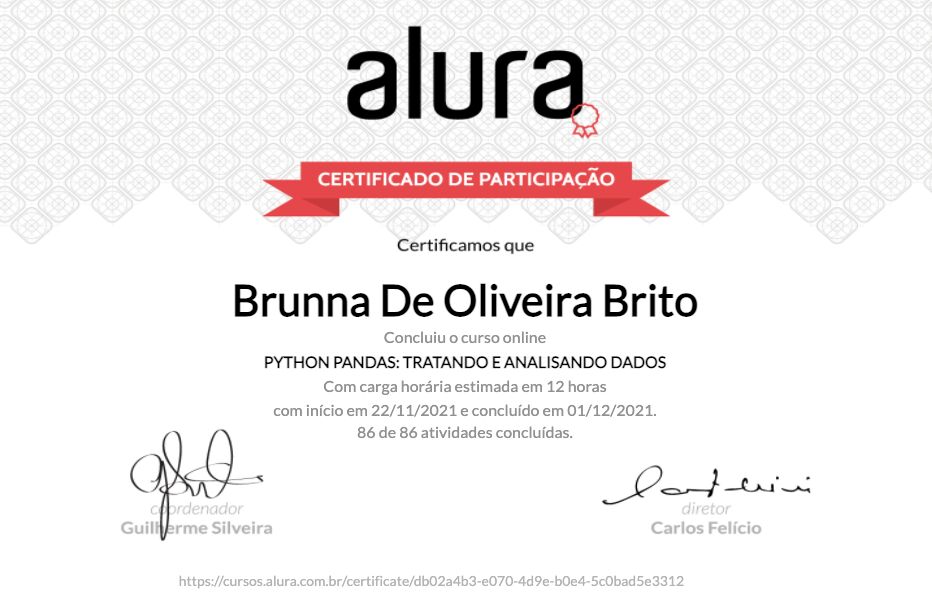 alura
CERTIFICADO DE PARTICIPAÇÃO
Certificamos que
Brunna De Oliveira Brito
Concluiu o curso online
PYTHON PANDAS: TRATANDO E ANALISANDO DADOS
Com carga horária estimada em 12 horas
com início em 22/11/2021 e concluído em 01/12/2021.
86 de 86 atividades concluídas.
coordenador
Guilherme Silveira
diretor
Carlos Felício
https://cursos.alura.com.br/certificate/db02a4b3-e070-4d9e-b0e4-5c0bad5e3312